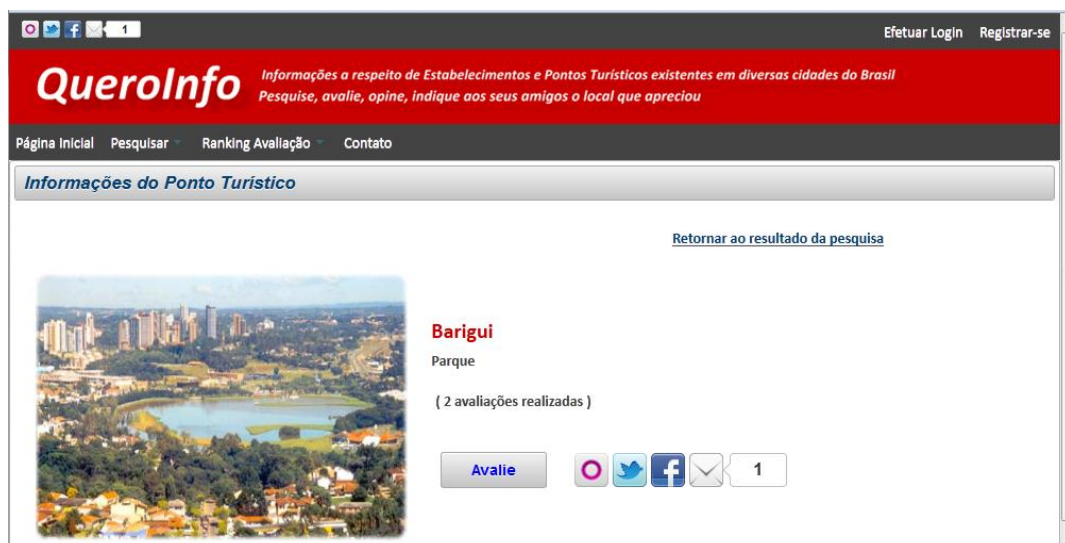 1
Efetuar Login Registrar-se
QueroInfo
Informações a respeito de Estabelecimentos e Pontos Turísticos existentes em diversas cidades do Brasil
Pesquise, avalie, opine, indique aos seus amigos o local que apreciou
Página Inicial Pesquisar Ranking Avaliação Contato
Informações do Ponto Turístico
Retornar ao resultado da pesquisa
Barigui
Parque
( 2 avaliações realizadas )
Avalie
1